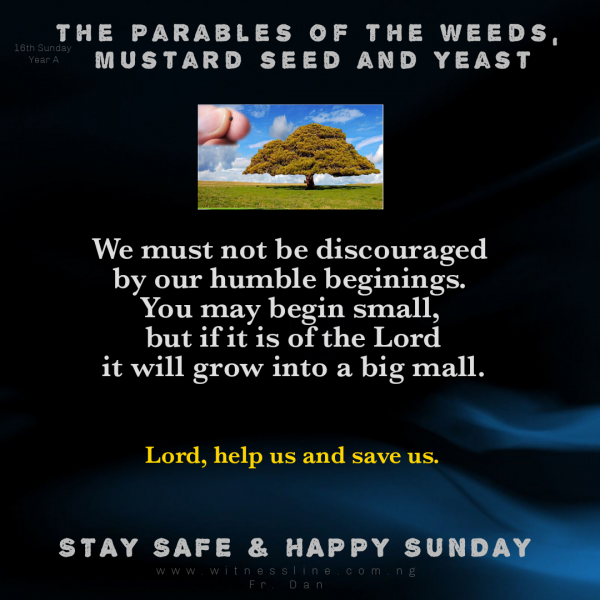 THE PARABLES OF THE WEEDS,
MUSTARD SEED AND YEAST
16th Sunday
Year A
We must not be discouraged
by our humble beginings.
You may begin small,
but if it is of the Lord
it will grow into a big mall.
Lord, help us and save us.
STAY SAFE & HAPPY SUNDAY
www.witnessline.com.ng
Fr. Dan